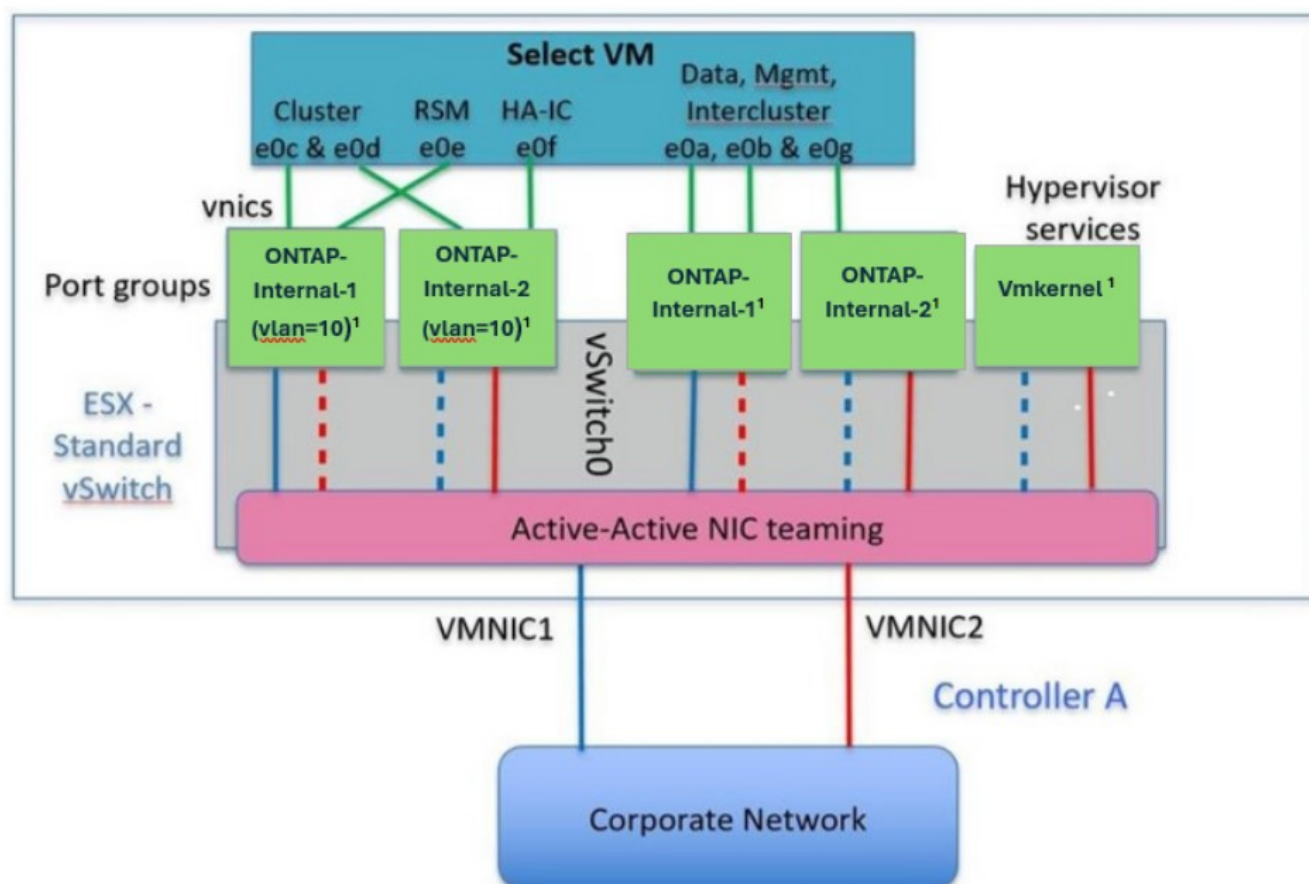 Select VM
Cluster
e0c & e0d
RSM
e0e
HA-IC
e0f
Data, Mgmt,
Intercluster
e0a, e0b & e0g
vnics
Hypervisor
services
Port groups
ONTAP-
Internal-1
(vlan=10)¹
ONTAP-
Internal-2
(vlan=10)¹
ONTAP-
Internal-1¹
ONTAP-
Internal-2¹
Vmkernel ¹
ESX -
Standard
vSwitch
vSwitch0
Active-Active NIC teaming
VMNIC1
VMNIC2
Controller A
Corporate Network